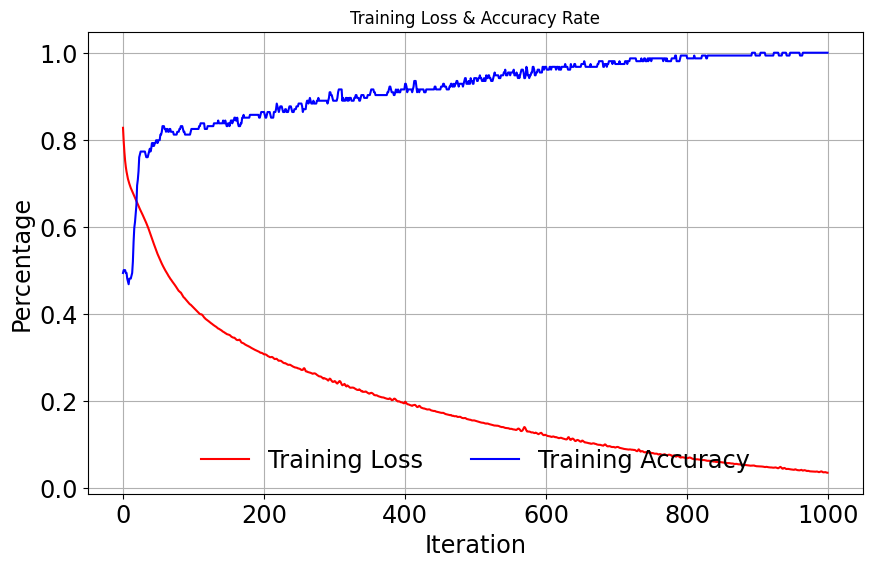 Training Loss & Accuracy Rate
1.0
0.8
0.6
0.4
0.2
0.0
Percentage
Training Loss Training Accuracy
0 200 400 600 800 1000
Iteration